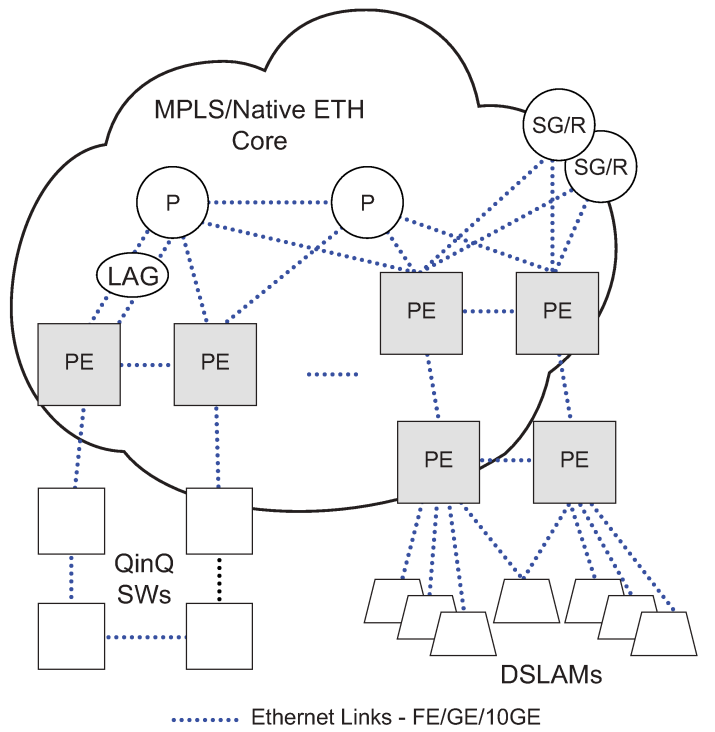 MPLS/Native ETH
Core
SG/R
SG/R
P
P
LAG
PE
PE
PE
PE
PE
PE
QinQ
SWs
DSLAMs
Ethernet Links - FE/GE/10GE